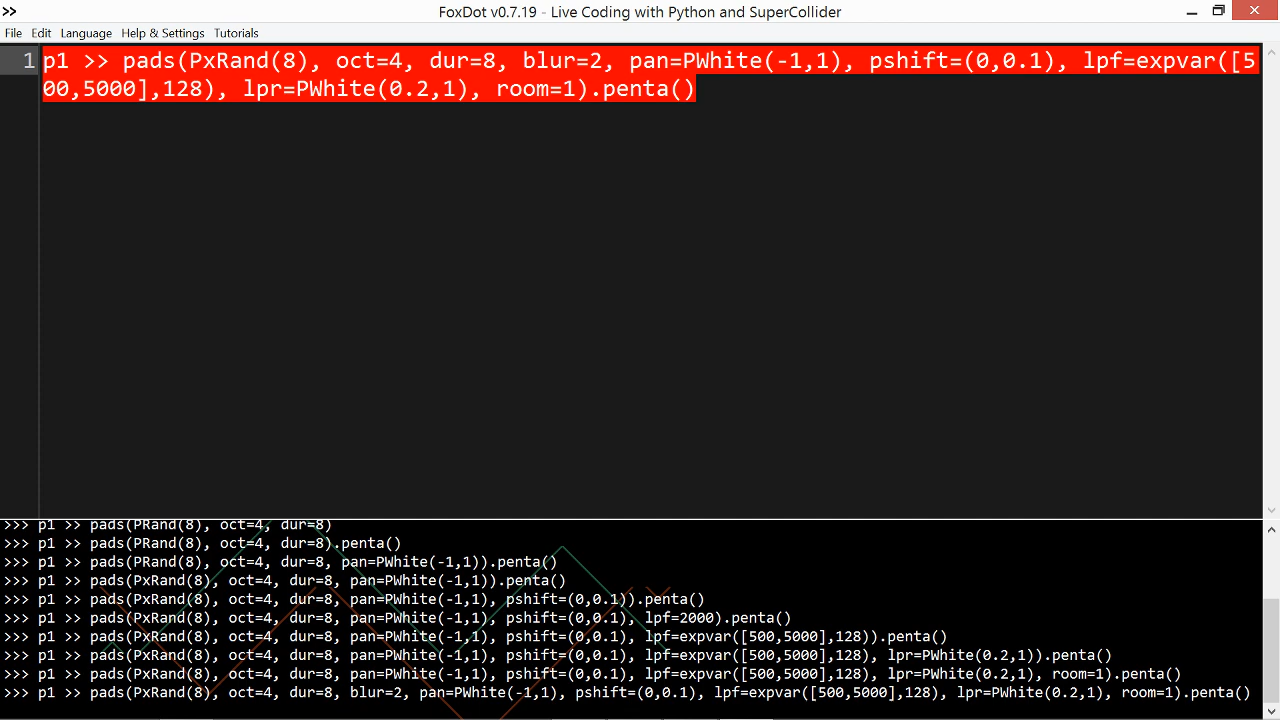 >>
FoxDot v0.7.19 - Live Coding with Python and SuperCollider
File Edit Language Help & Settings Tutorials
1 p1 >> pads(PxRand(8), oct=4, dur=8, blur=2, pan=PWhite(-1,1), pshift=(0,0.1), lpf=expvar([5
00,5000],128), lpr=PWhite(0.2,1), room=1).penta()
>>> p1 >> pads(PRand(8), oct=4, dur=8)
>>> p1 >> pads(PRand(8), oct=4, dur=8).penta()
>>> p1 >> pads(PRand(8), oct=4, dur=8, pan=PWhite(-1,1)).penta()
>>> p1 >> pads(PxRand(8), oct=4, dur=8, pan=PWhite(-1,1)).penta()
>>> p1 >> pads(PxRand(8), oct=4, dur=8, pan=PWhite(-1,1), pshift=(0,0.1)).penta()
>>> p1 >> pads(PxRand(8), oct=4, dur=8, pan=PWhite(-1,1), pshift=(0,0.1), lpf=2000).penta()
>>> p1 >> pads(PxRand(8), oct=4, dur=8, pan=PWhite(-1,1), pshift=(0,0.1), lpf=expvar([500,5000],128)).penta()
>>> p1 >> pads(PxRand(8), oct=4, dur=8, pan=PWhite(-1,1), pshift=(0,0.1), lpf=expvar([500,5000],128), lpr=PWhite(0.2,1)).penta()
>>> p1 >> pads(PxRand(8), oct=4, dur=8, pan=PWhite(-1,1), pshift=(0,0.1), lpf=expvar([500,5000],128), lpr=PWhite(0.2,1), room=1).penta()
>>> p1 >> pads(PxRand(8), oct=4, dur=8, blur=2, pan=PWhite(-1,1), pshift=(0,0.1), lpf=expvar([500,5000],128), lpr=PWhite(0.2,1), room=1).penta()